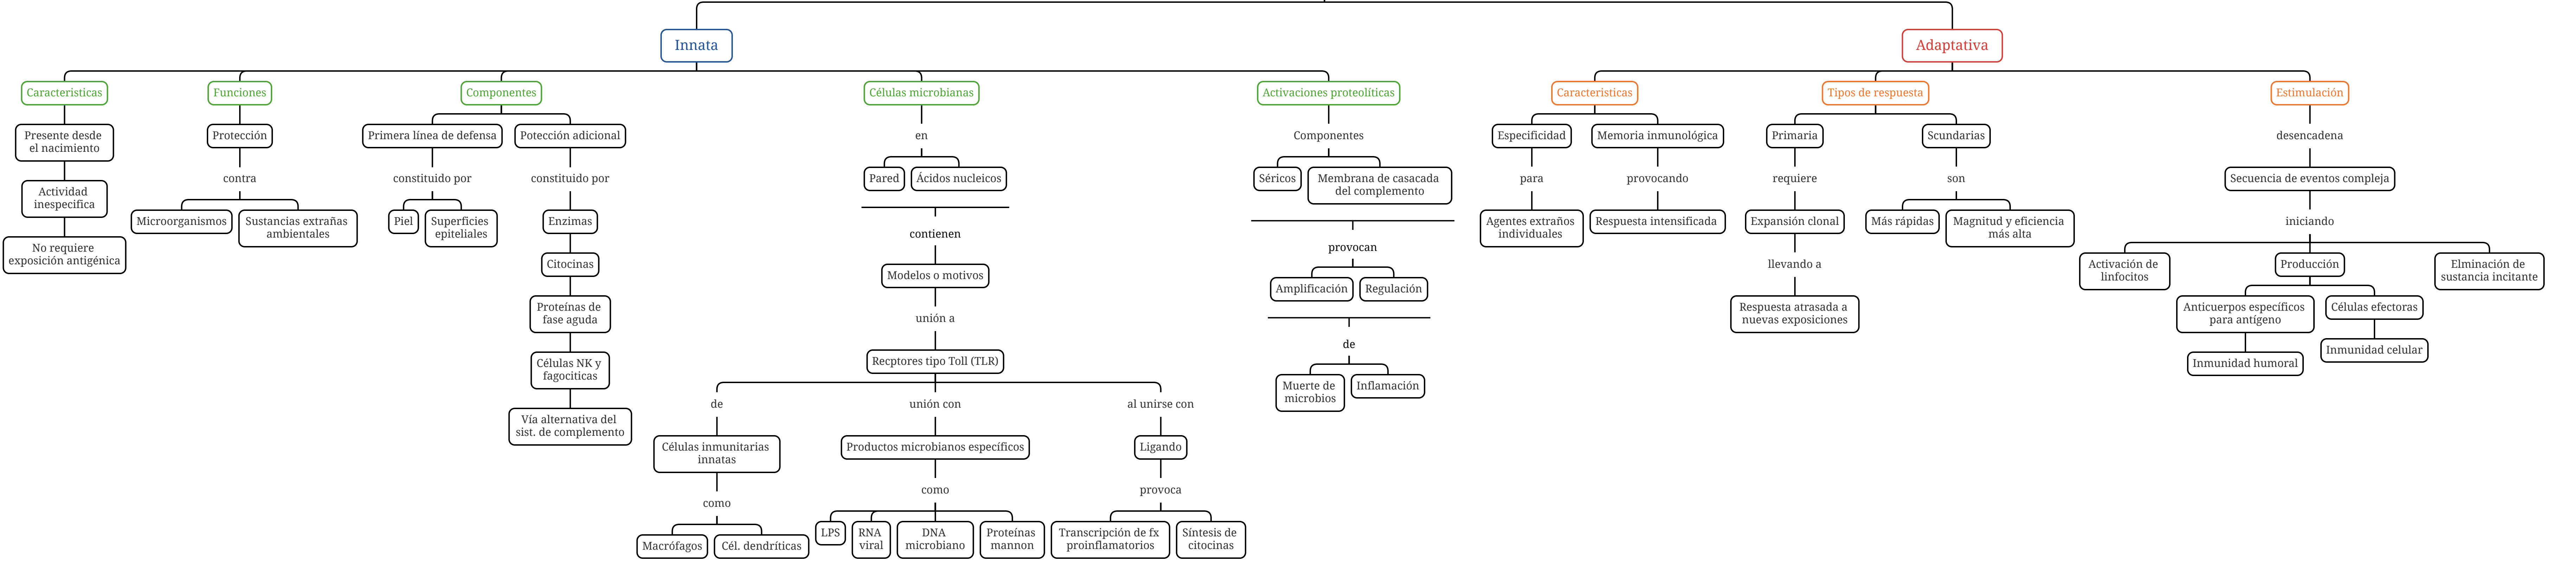 Innata
Adaptativa
Caracteristicas
Funciones
Componentes
Células microbianas
Activaciones proteolíticas
Caracteristicas
Tipos de respuesta
Estimulación
Presente desde
el nacimiento
Actividad
inespecifica
No requiere
exposición antigénica
Protección
contra
Microorganismos
Sustancias extrañas
ambientales
Primera línea de defensa
constituido por
Piel
Superficies
epiteliales
Potección adicional
constituido por
Enzimas
Citocinas
Proteínas de
fase aguda
Células NK y
fagociticas
Vía alternativa del
sist. de complemento
en
Pared
Ácidos nucleicos
contienen
Modelos o motivos
unión a
Recptores tipo Toll (TLR)
de
Células inmunitarias
innatas
como
Macrófagos
Cél. dendríticas
unión con
Productos microbianos específicos
como
LPS
RNA
viral
DNA
microbiano
Proteínas
mannon
al unirse con
Ligando
provoca
Transcripción de fx
proinflamatorios
Síntesis de
citocinas
Componentes
Séricos
Membrana de casacada
del complemento
provocan
Amplificación
Regulación
de
Muerte de
microbios
Inflamación
Especificidad
para
Agentes extraños
individuales
Memoria inmunológica
provocando
Respuesta intensificada
Primaria
requiere
Expansión clonal
llevando a
Respuesta atrasada a
nuevas exposiciones
Scundarias
son
Más rápidas
Magnitud y eficiencia
más alta
desencadena
Secuencia de eventos compleja
iniciando
Activación de
linfocitos
Producción
Anticuerpos específicos
para antígeno
Inmunidad humoral
Células efectoras
Inmunidad celular
Elminación de
sustancia incitante